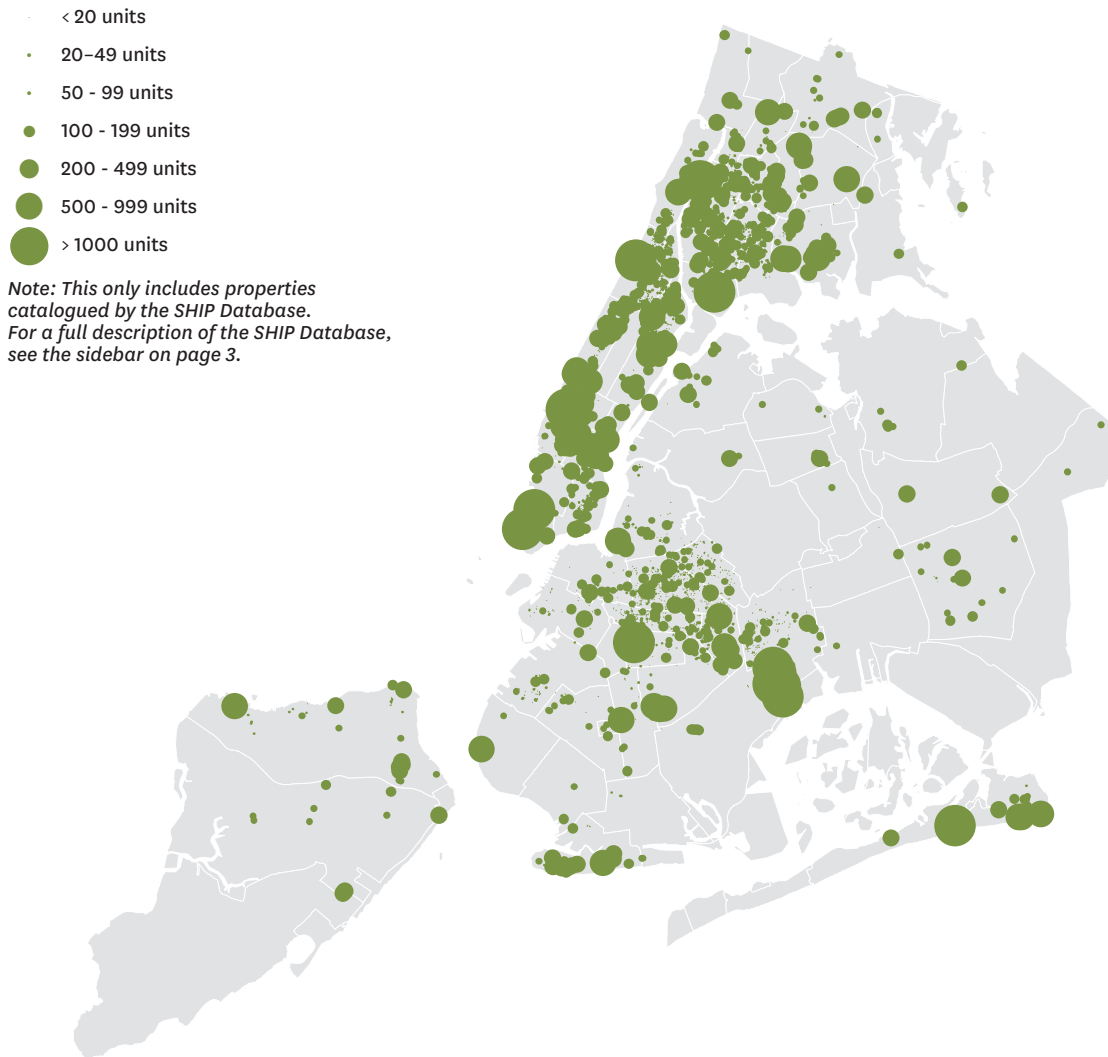 < 20 units
20–49 units
50 - 99 units
100 - 199 units
200 - 499 units
500 - 999 units
> 1000 units
Note: This only includes properties
catalogued by the SHIP Database.
For a full description of the SHIP Database,
see the sidebar on page 3.